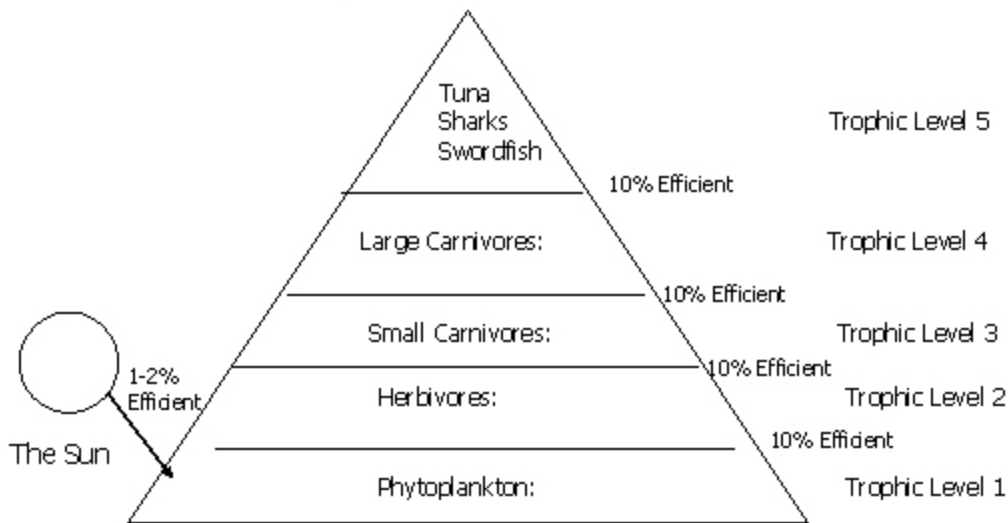 Tuna
Sharks
Swordfish
Trophic Level 5
10% Efficient
Large Carnivores:
Trophic Level 4
10% Efficient
Small Carnivores:
Trophic Level 3
10% Efficient
1-2%
Efficient
Herbivores:
Trophic Level 2
10% Efficient
The Sun
Phytoplankton:
Trophic Level 1